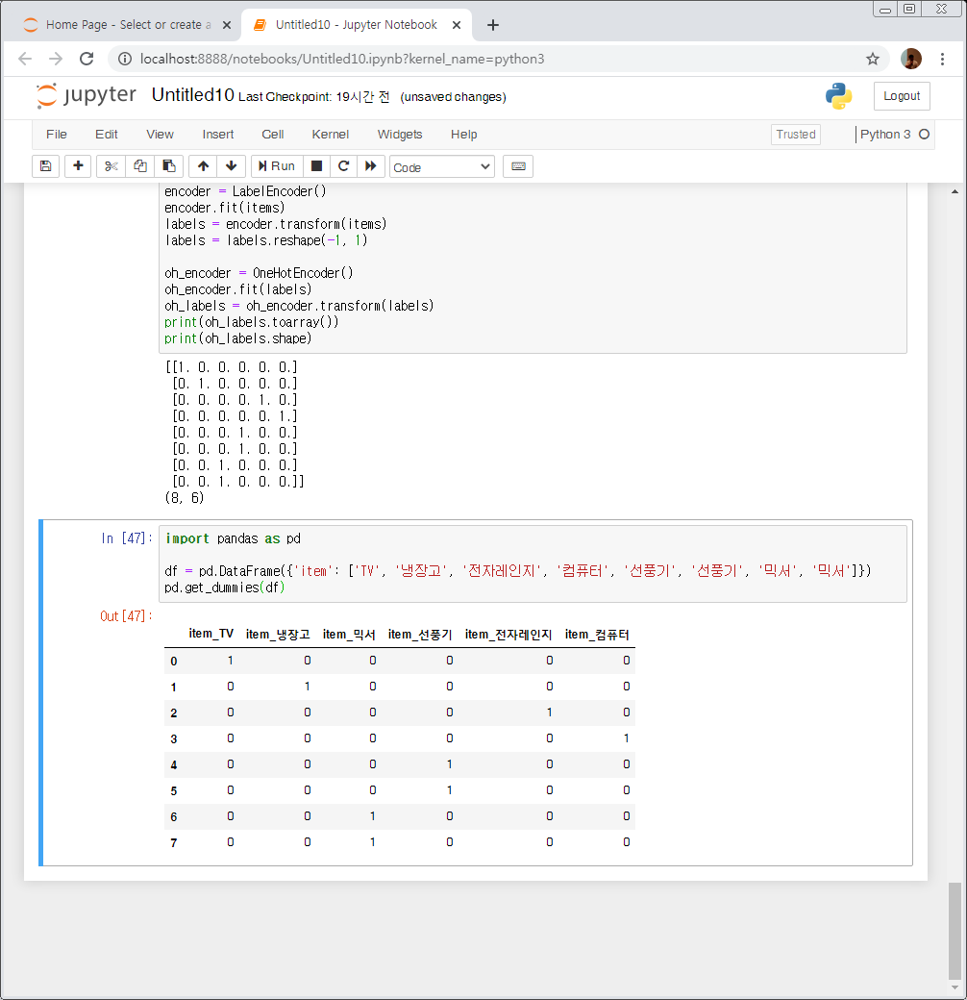 Home Page - Select or create a
Untitled10 - Jupyter Notebook
localhost:8888/notebooks/Untitled10.ipynb?kernel_name=python3
jupyter Untitled10 Last Checkpoint: 19시간 전 (unsaved changes)
Logout
File Edit View Insert Cell Kernel Widgets Help
Trusted
Python 3
Run
Code
encoder = LabelEncoder()
encoder.fit(items)
labels = encoder.transform(items)
labels = labels.reshape(-1, 1)
oh_encoder = OneHotEncoder()
oh_encoder.fit(labels)
oh_labels = oh_encoder.transform(labels)
print(oh_labels.toarray())
print(oh_labels.shape)
[[1. 0. 0. 0. 0. 0.]
[0. 1. 0. 0. 0. 0.]
[0. 0. 0. 0. 1. 0.]
[0. 0. 0. 0. 0. 1.]
[0. 0. 0. 1. 0. 0.]
[0. 0. 0. 1. 0. 0.]
[0. 0. 1. 0. 0. 0.]
[0. 0. 1. 0. 0. 0.]]
(8, 6)
In [47]: import pandas as pd
df = pd.DataFrame({'item': ['TV', '냉장고', '전자레인지', '컴퓨터', '선풍기', '선풍기', '믹서', '믹서']})
pd.get_dummies(df)
Out[47]:
item_TV item_냉장고 item_믹서 item_선풍기 item_전자레인지 item_컴퓨터
0 1 0 0 0 0 0
1 0 1 0 0 0 0
2 0 0 0 0 1 0
3 0 0 0 0 0 1
4 0 0 0 1 0 0
5 0 0 0 1 0 0
6 0 0 1 0 0 0
7 0 0 1 0 0 0